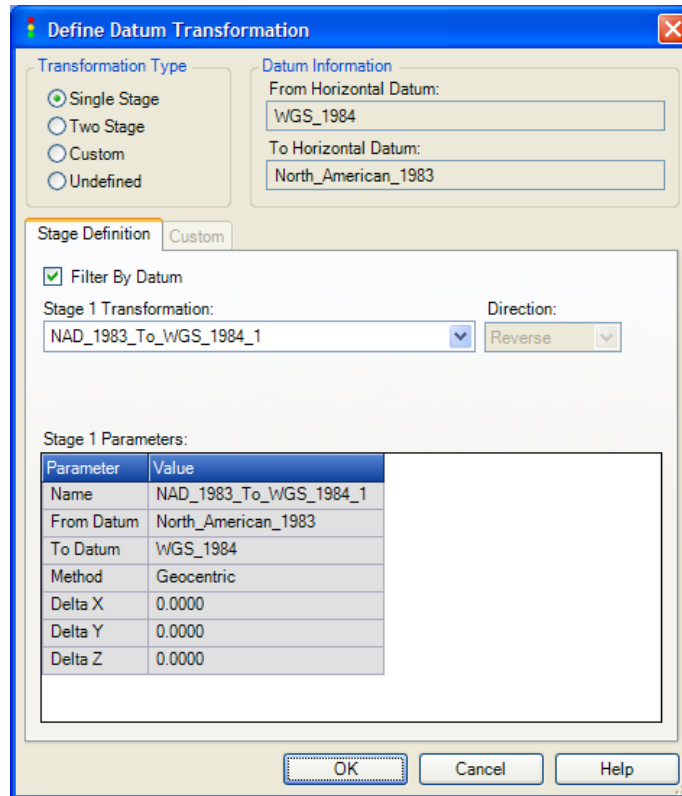 Define Datum Transformation
Transformation Type
Single Stage
Two Stage
Custom
Undefined
Datum Information
From Horizontal Datum:
WGS_1984
To Horizontal Datum:
North_American_1983
Stage Definition Custom
Filter By Datum
Stage 1 Transformation: Direction:
NAD_1983_To_WGS_1984_1 Reverse
Stage 1 Parameters:
Parameter Value
Name NAD_1983_To_WGS_1984_1
From Datum North_American_1983
To Datum WGS_1984
Method Geocentric
Delta X 0.0000
Delta Y 0.0000
Delta Z 0.0000
OK Cancel Help